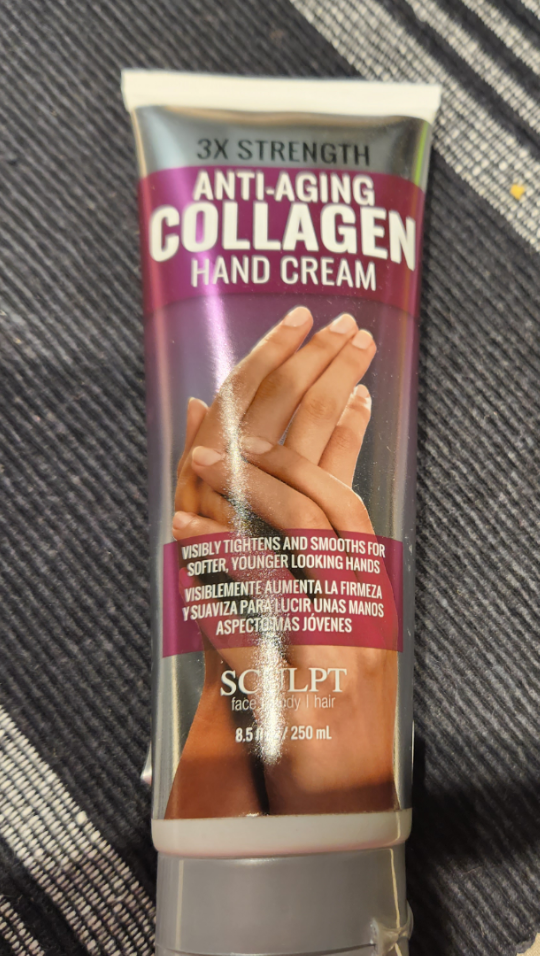 3X STRENGTH
ANTI-AGING
COLLAGEN
HAND CREAM
VISIBLY TIGHTENS AND SMOOTHS FOR
SOFTER, YOUNGER LOOKING HANDS
VISIBLEMENTE AUMENTA LA FIRMEZA
Y SUAVIZA PARA LUCIR UNAS MANOS
ASPECTO MÁS JÓVENES
SCULPT
face | body | hair
8.5 / 250 mL